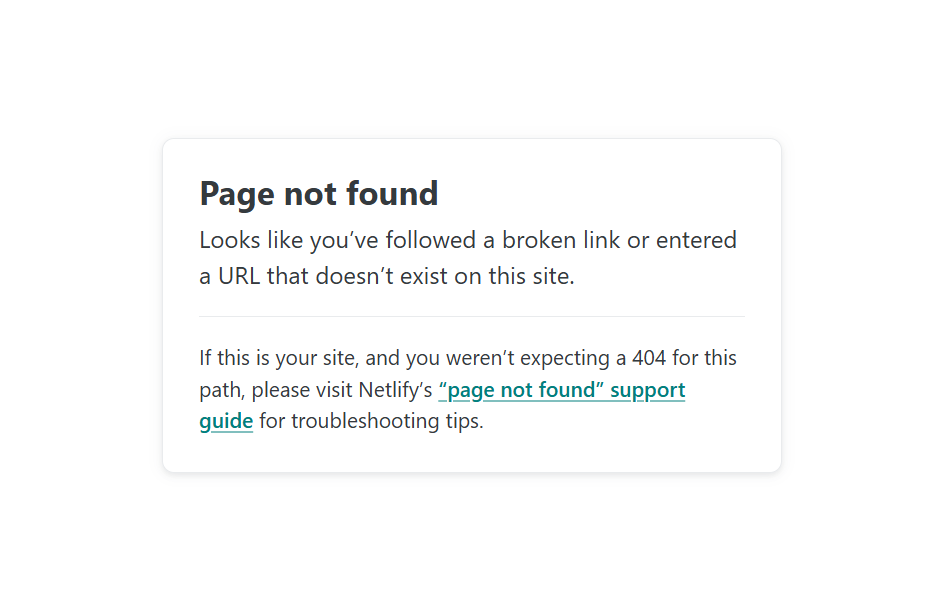 Page not found
Looks like you’ve followed a broken link or entered
a URL that doesn’t exist on this site.
If this is your site, and you weren’t expecting a 404 for this
path, please visit Netlify’s “page not found” support
guide for troubleshooting tips.